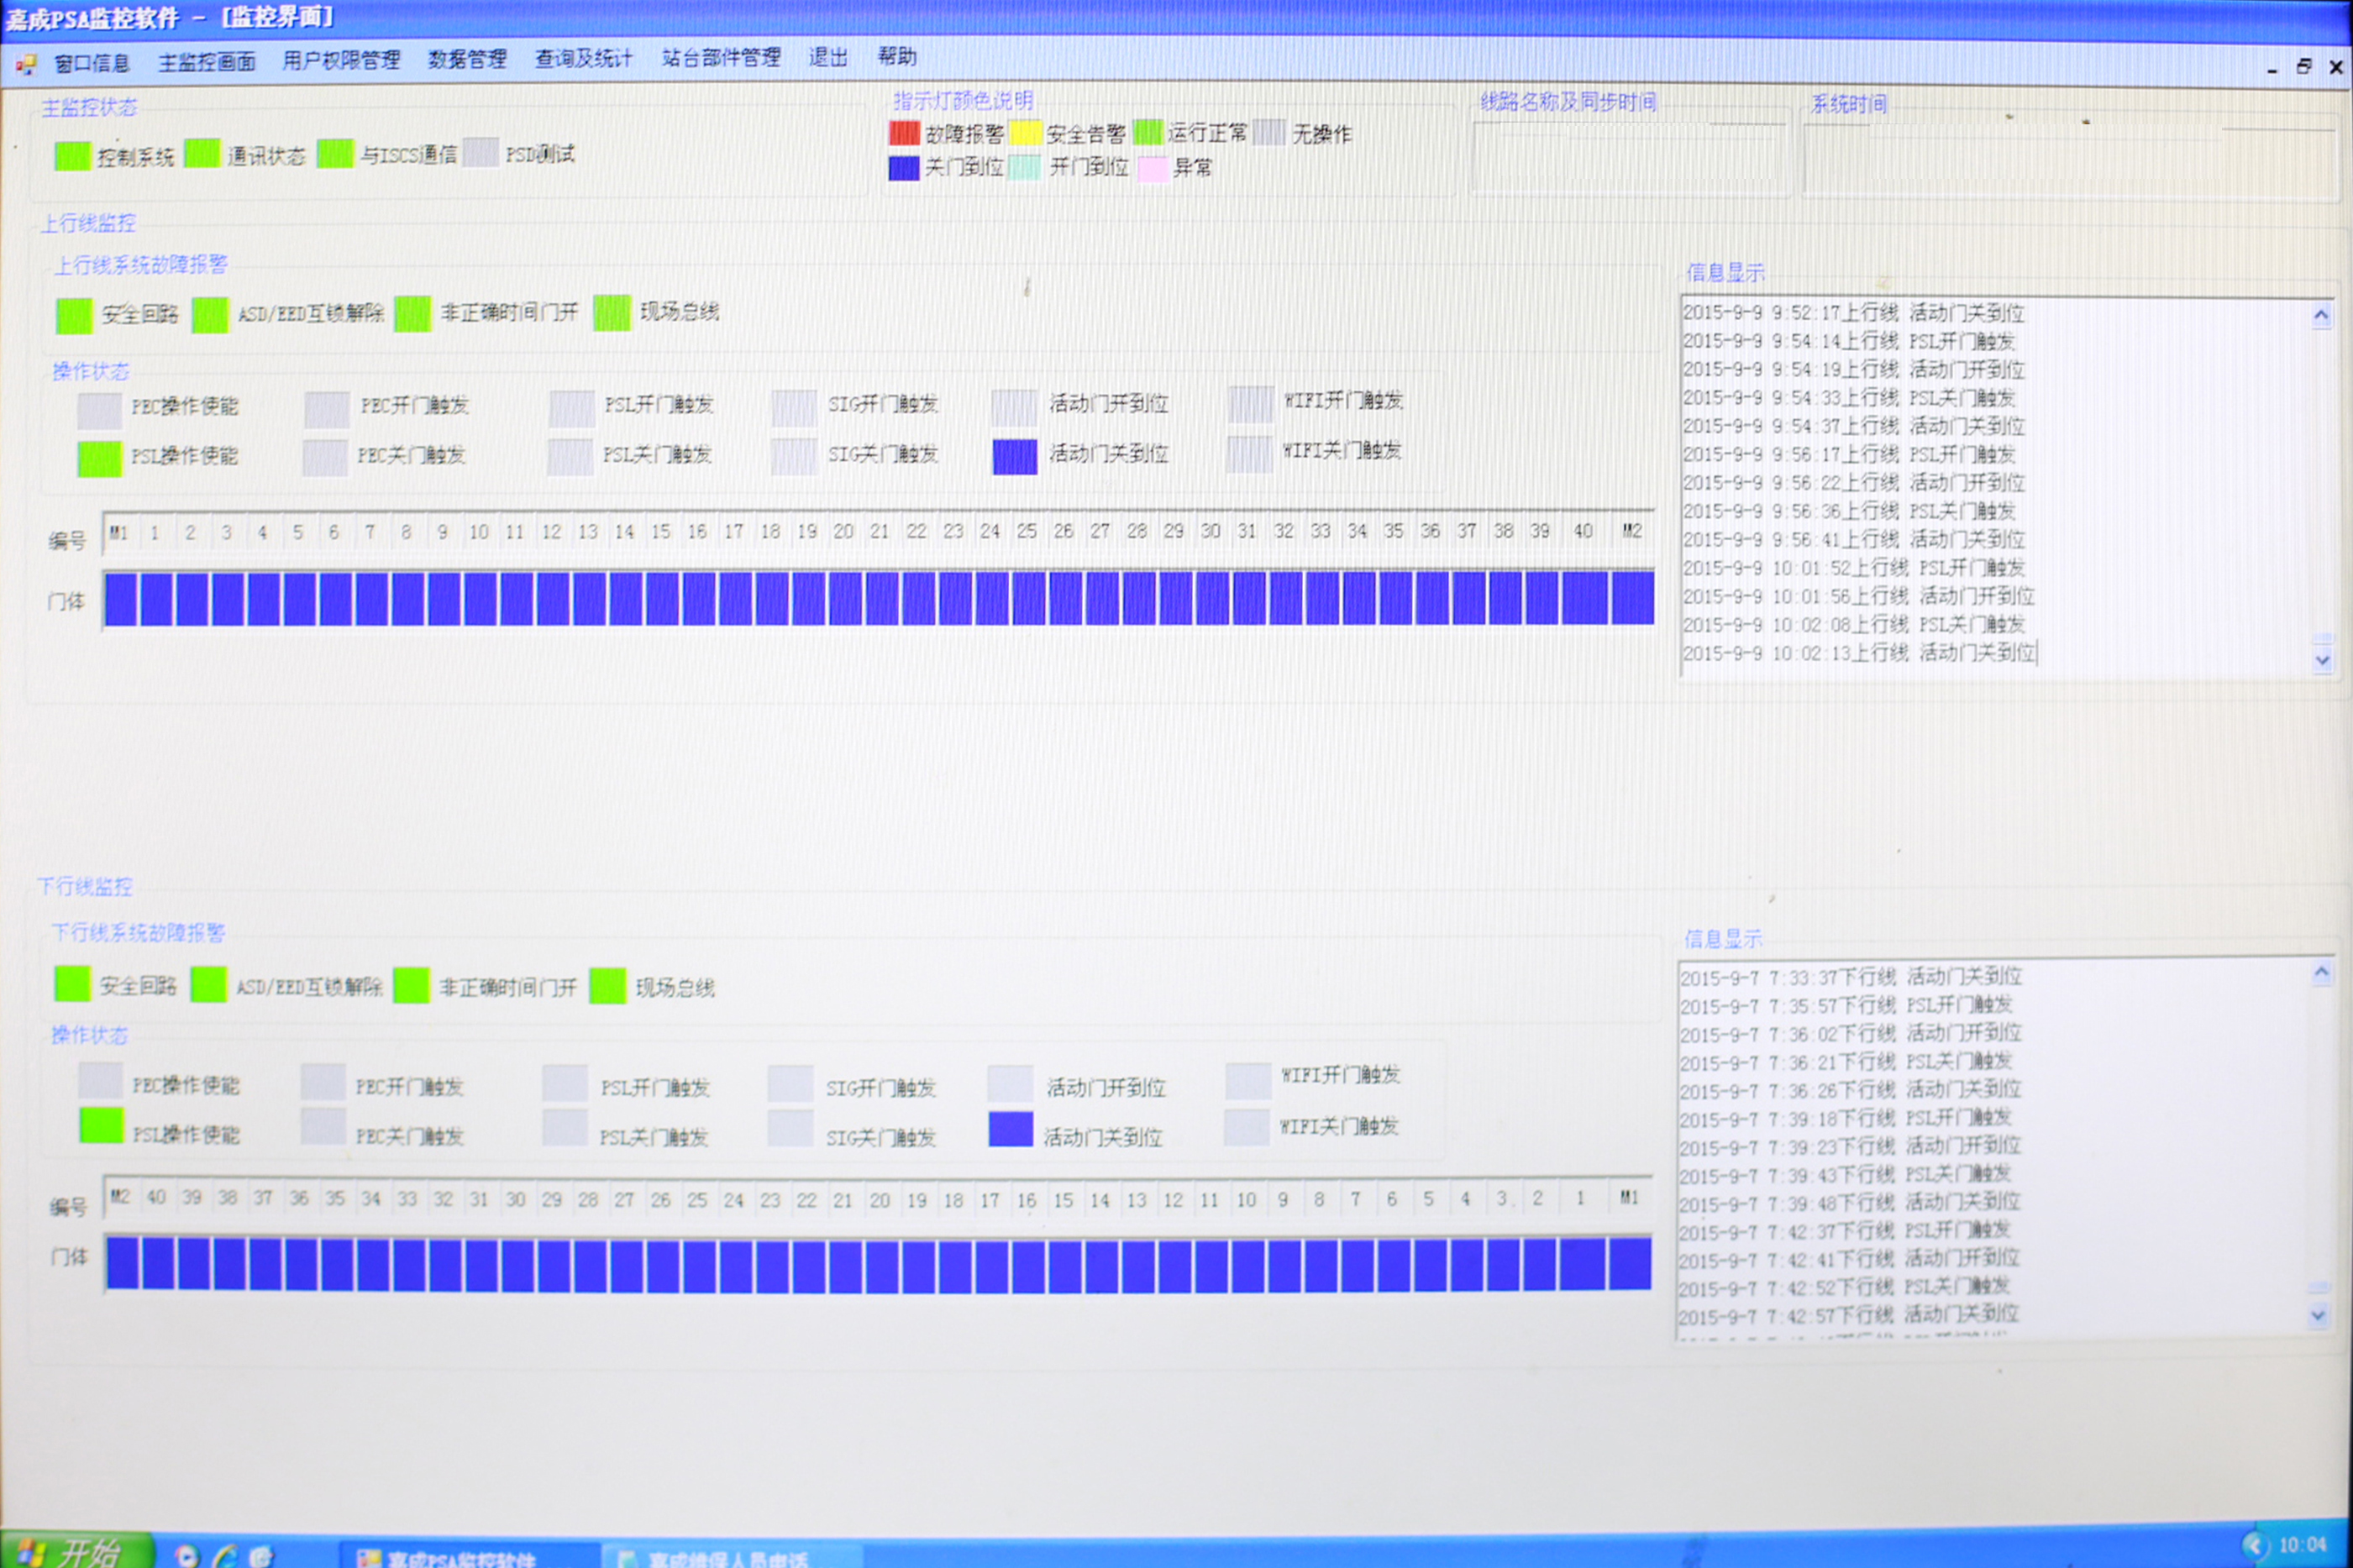 嘉成PSA监控软件 - [监控界面]
窗口信息 主监控画面 用户权限管理 数据管理 查询及统计 站台部件管理 退出 帮助
主监控状态
控制系统 通讯状态 与ISCS通信 PSD测试
指示灯颜色说明
故障报警 安全告警 运行正常 无操作
关门到位 开门到位 异常
线路名称及同步时间
系统时间
上行线监控
上行线系统故障报警
安全回路 ASD/EED互锁解除 非正确时间门开 现场总线
操作状态
PEC操作使能 PEC开门触发 PSL开门触发 SIG开门触发 活动门开到位 WIFI开门触发
PSL操作使能 PEC关门触发 PSL关门触发 SIG关门触发 活动门关到位 WIFI关门触发
编号 M1 1 2 3 4 5 6 7 8 9 10 11 12 13 14 15 16 17 18 19 20 21 22 23 24 25 26 27 28 29 30 31 32 33 34 35 36 37 38 39 40 M2
门体
信息显示
2015-9-9 9:52:17上行线 活动门关到位
2015-9-9 9:54:14上行线 PSL开门触发
2015-9-9 9:54:19上行线 活动门开到位
2015-9-9 9:54:33上行线 PSL关门触发
2015-9-9 9:54:37上行线 活动门关到位
2015-9-9 9:56:17上行线 PSL开门触发
2015-9-9 9:56:22上行线 活动门开到位
2015-9-9 9:56:36上行线 PSL关门触发
2015-9-9 9:56:41上行线 活动门关到位
2015-9-9 10:01:52上行线 PSL开门触发
2015-9-9 10:01:56上行线 活动门开到位
2015-9-9 10:02:08上行线 PSL关门触发
2015-9-9 10:02:13上行线 活动门关到位
下行线监控
下行线系统故障报警
安全回路 ASD/EED互锁解除 非正确时间门开 现场总线
操作状态
PEC操作使能 PEC开门触发 PSL开门触发 SIG开门触发 活动门开到位 WIFI开门触发
PSL操作使能 PEC关门触发 PSL关门触发 SIG关门触发 活动门关到位 WIFI关门触发
编号 M2 40 39 38 37 36 35 34 33 32 31 30 29 28 27 26 25 24 23 22 21 20 19 18 17 16 15 14 13 12 11 10 9 8 7 6 5 4 3 2 1 M1
门体
信息显示
2015-9-7 7:33:37下行线 活动门关到位
2015-9-7 7:35:57下行线 PSL开门触发
2015-9-7 7:36:02下行线 活动门开到位
2015-9-7 7:36:21下行线 PSL关门触发
2015-9-7 7:36:26下行线 活动门关到位
2015-9-7 7:39:18下行线 PSL开门触发
2015-9-7 7:39:23下行线 活动门开到位
2015-9-7 7:39:43下行线 PSL关门触发
2015-9-7 7:39:48下行线 活动门关到位
2015-9-7 7:42:37下行线 PSL开门触发
2015-9-7 7:42:41下行线 活动门开到位
2015-9-7 7:42:52下行线 PSL关门触发
2015-9-7 7:42:57下行线 活动门关到位
开始 嘉成PSA监控软件 嘉成维保人员电话 10:04